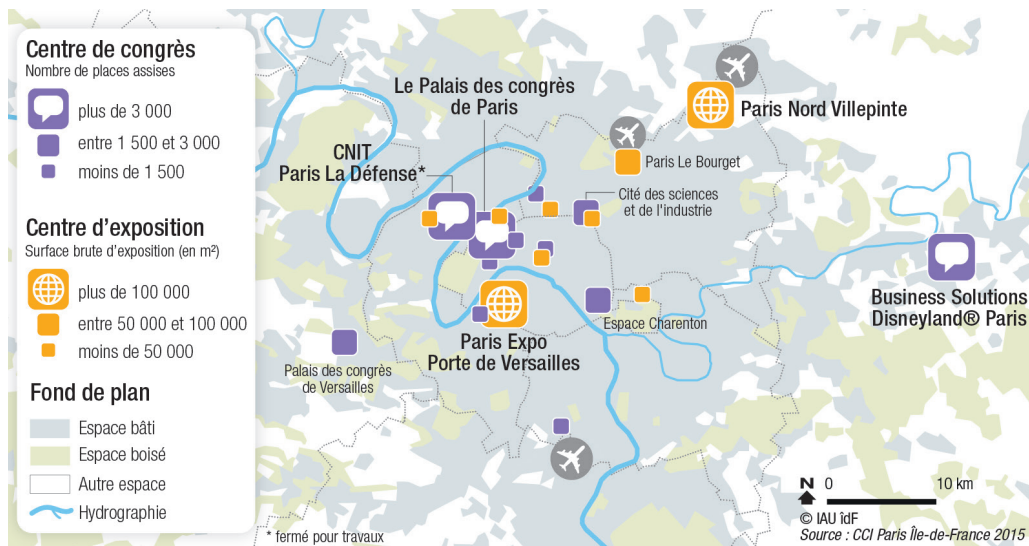 Centre de congrès
Nombre de places assises
plus de 3 000
entre 1 500 et 3 000
moins de 1 500
Centre d'exposition
Surface brute d'exposition (en m²)
plus de 100 000
entre 50 000 et 100 000
moins de 50 000
Fond de plan
Espace bâti
Espace boisé
Autre espace
Hydrographie
Le Palais des congrès
de Paris
CNIT
Paris La Défense*
Paris Nord Villepinte
Paris Le Bourget
Cité des sciences
et de l'industrie
Business Solutions
Disneyland® Paris
Espace Charenton
Paris Expo
Porte de Versailles
Palais des congrès
de Versailles
* fermé pour travaux
N 0 10 km
© IAU îdF
Source : CCI Paris Île-de-France 2015